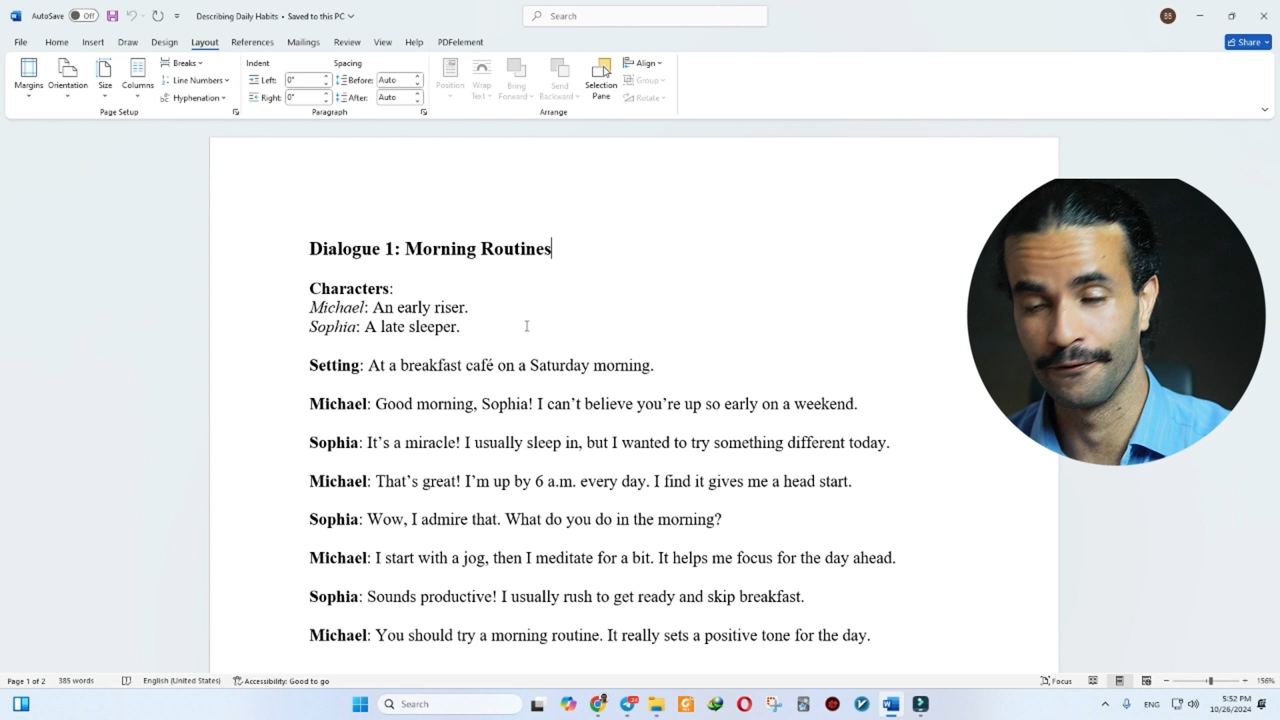 AutoSave Off Describing Daily Habits • Saved to this PC Search BB
File Home Insert Draw Design Layout References Mailings Review View Help PDFelement Share
Margins Orientation Size Columns Breaks Line Numbers Hyphenation
Page Setup
Indent Spacing
Left: 0" Before: Auto
Right: 0" After: Auto
Paragraph
Position Wrap Text Bring Forward Send Backward Selection Pane Align Group Rotate
Arrange
Dialogue 1: Morning Routines
Characters:
Michael: An early riser.
Sophia: A late sleeper.
Setting: At a breakfast café on a Saturday morning.
Michael: Good morning, Sophia! I can’t believe you’re up so early on a weekend.
Sophia: It’s a miracle! I usually sleep in, but I wanted to try something different today.
Michael: That’s great! I’m up by 6 a.m. every day. I find it gives me a head start.
Sophia: Wow, I admire that. What do you do in the morning?
Michael: I start with a jog, then I meditate for a bit. It helps me focus for the day ahead.
Sophia: Sounds productive! I usually rush to get ready and skip breakfast.
Michael: You should try a morning routine. It really sets a positive tone for the day.
Page 1 of 2 385 words English (United States) Accessibility: Good to go Focus 156%
Search ENG 5:52 PM
10/26/2024